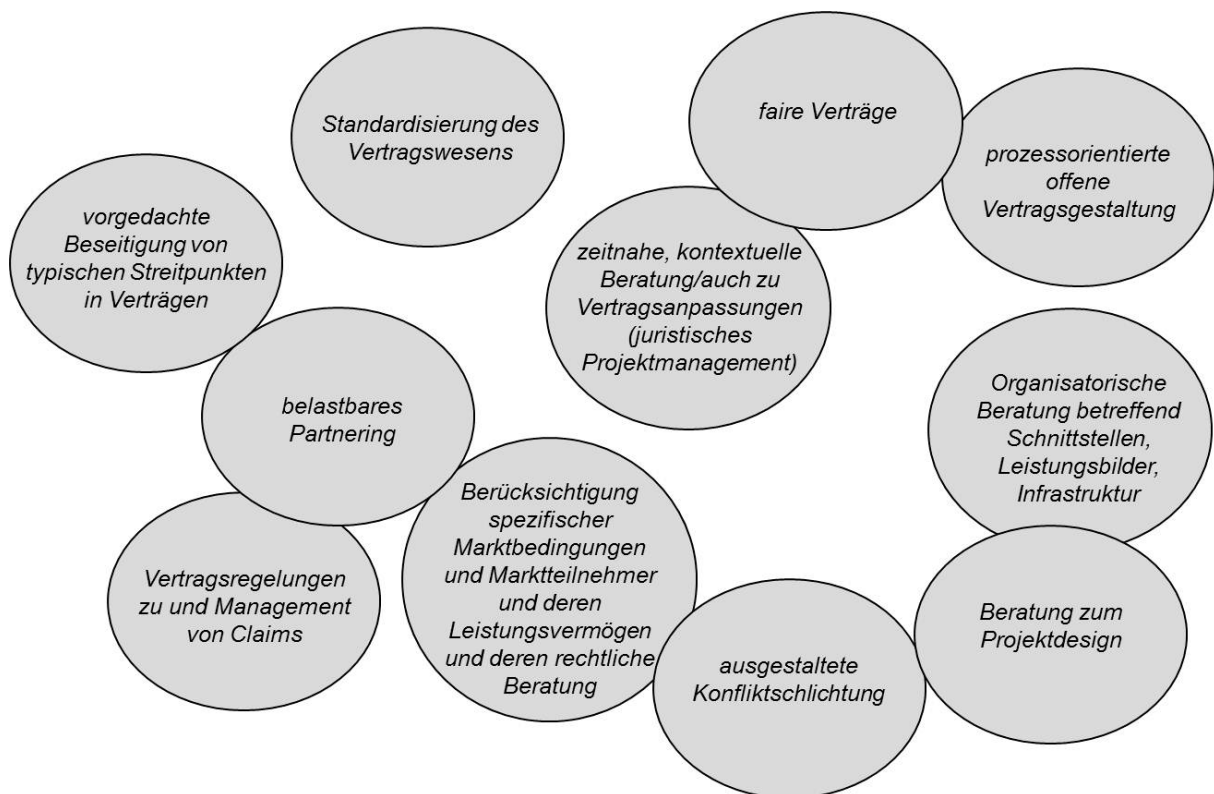 faire Verträge
Standardisierung des
Vertragswesens
prozessorientierte
offene
Vertragsgestaltung
vorgedachte
Beseitigung von
typischen Streitpunkten
in Verträgen
zeitnahe, kontextuelle
Beratung/auch zu
Vertragsanpassungen
(juristisches
Projektmanagement)
belastbares
Partnering
Organisatorische
Beratung betreffend
Schnittstellen,
Leistungsbilder,
Infrastruktur
Berücksichtigung
spezifischer
Marktbedingungen
und Marktteilnehmer
und deren
Leistungsvermögen
und deren rechtliche
Beratung
Vertragsregelungen
zu und Management
von Claims
Beratung zum
Projektdesign
ausgestaltete
Konfliktschlichtung